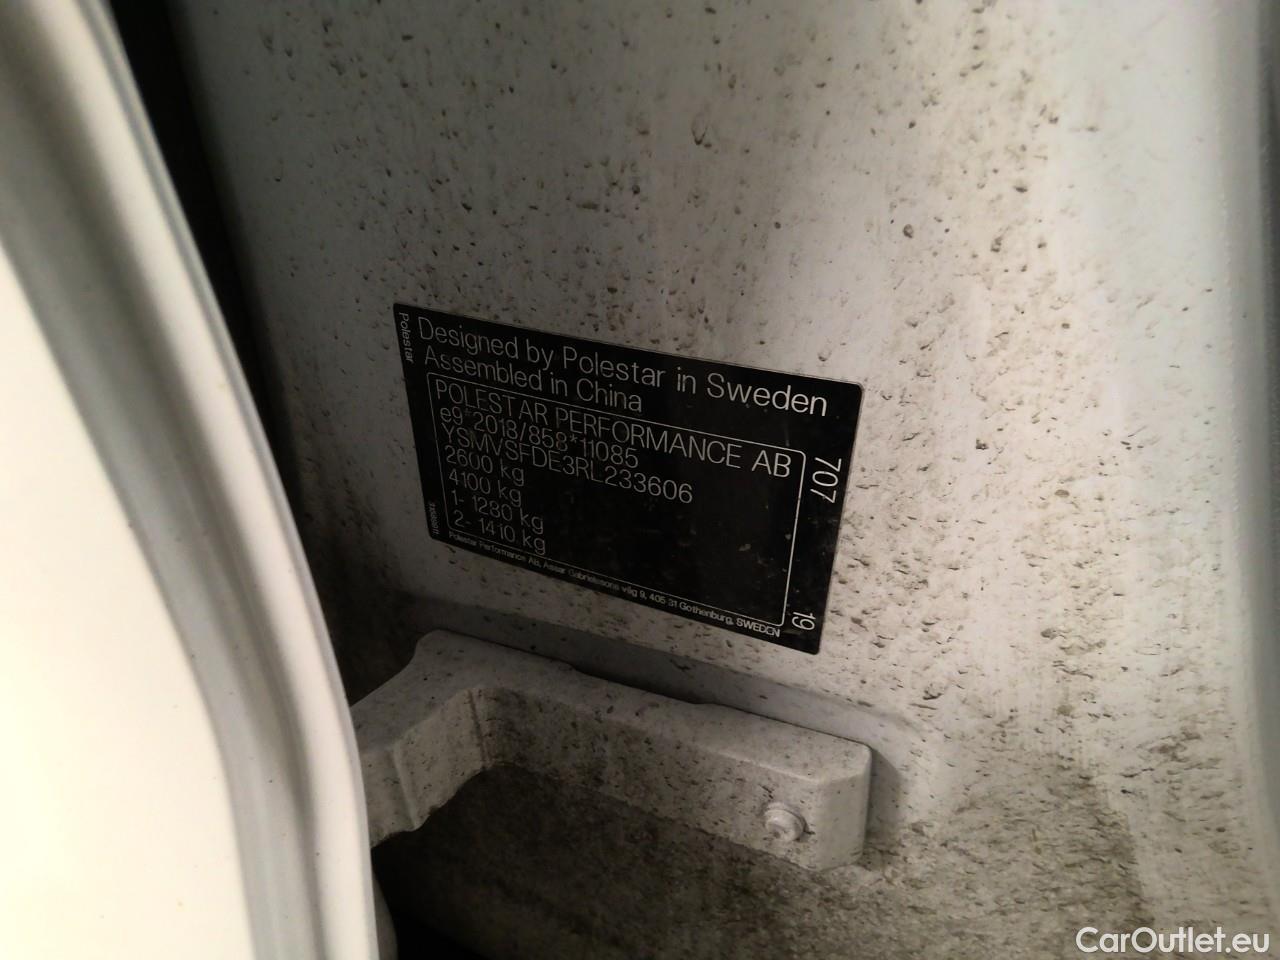 Polestar
Designed by Polestar in Sweden
Assembled in China
POLESTAR PERFORMANCE AB
e9*2018/858*11085
YSMVSFDE3RL233606
2600 kg
4100 kg
1- 1280 kg
2- 1410 kg
707
19
Polestar Performance AB, Assar Gabrielssons väg 9, 405 31 Gothenburg, SWEDEN
CarOutlet.eu